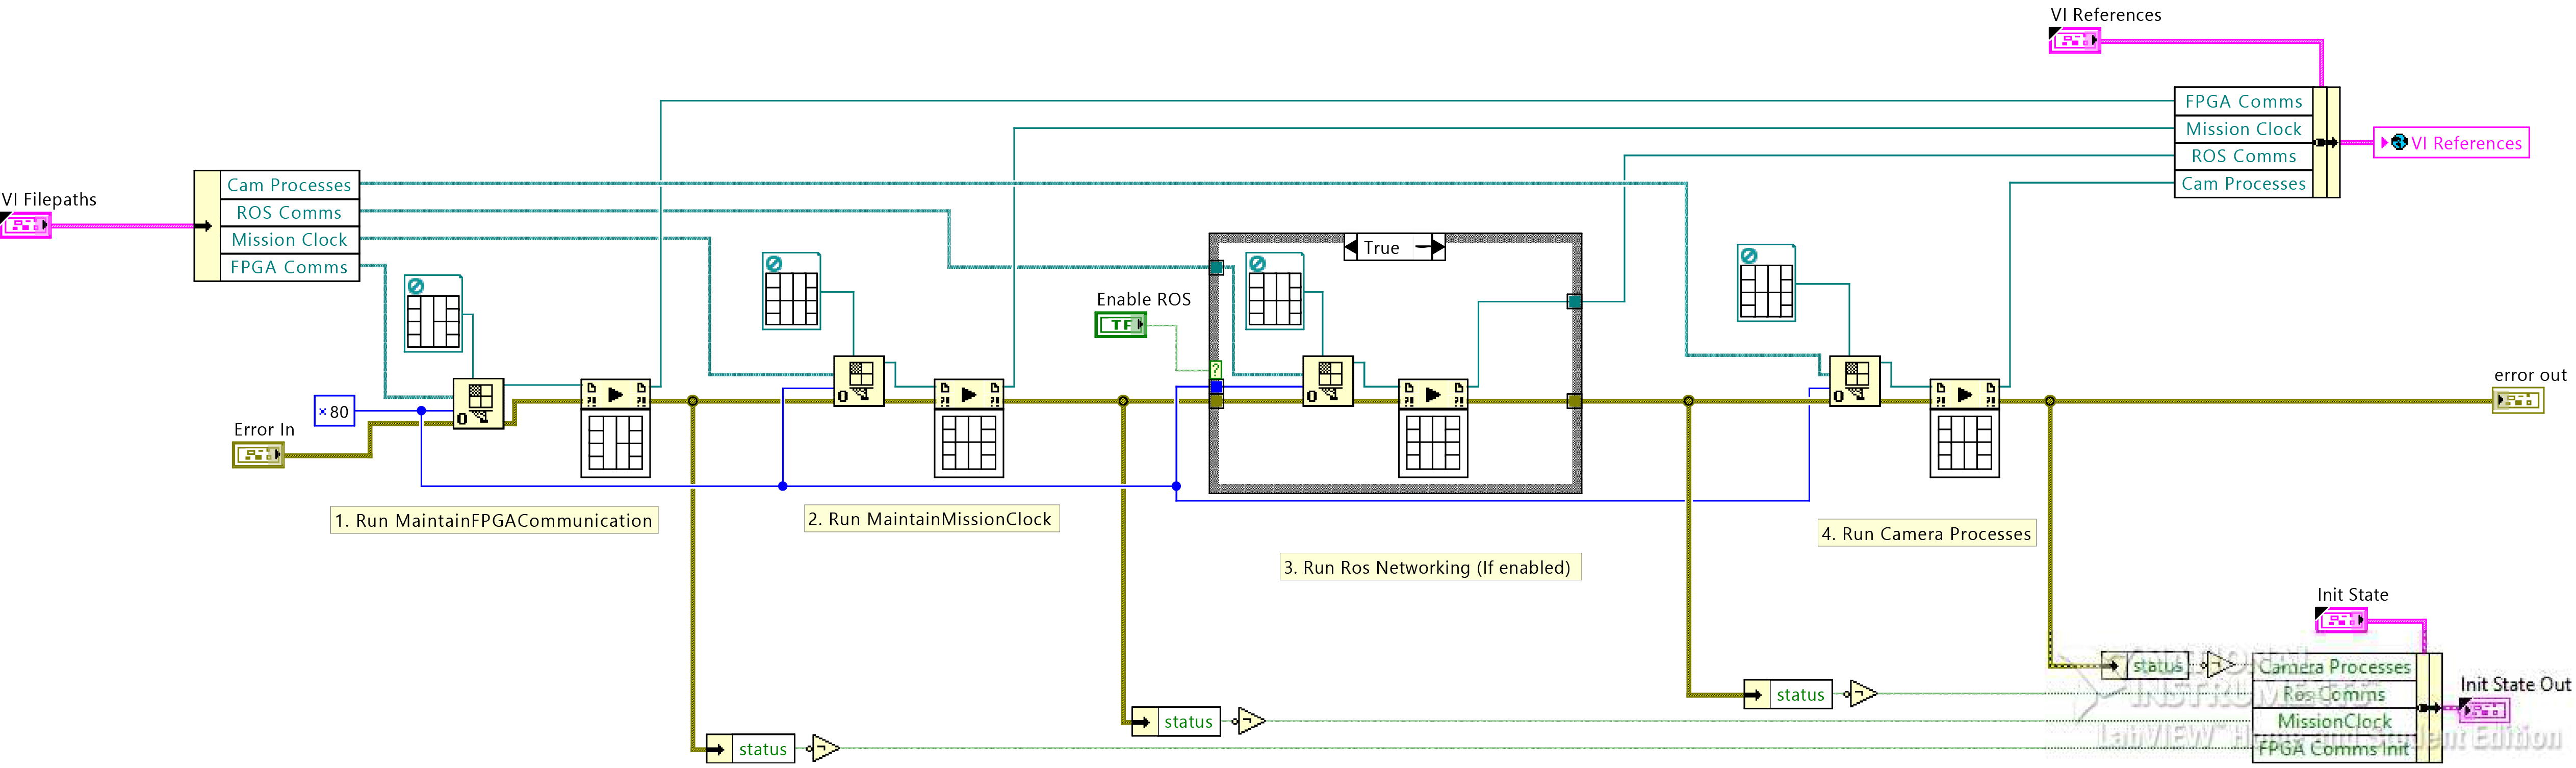 VI References
FPGA Comms
Mission Clock
ROS Comms
Cam Processes
VI References
VI Filepaths
Cam Processes
ROS Comms
Mission Clock
FPGA Comms
True
Enable ROS
TF
?
×80
Error In
error out
1. Run MaintainFPGACommunication
2. Run MaintainMissionClock
3. Run Ros Networking (If enabled)
4. Run Camera Processes
Init State
status
Camera Processes
status
Ros Comms
status
MissionClock
status
FPGA Comms Init
Init State Out
NATIONAL
INSTRUMENTS
LabVIEW™ Home and Student Edition